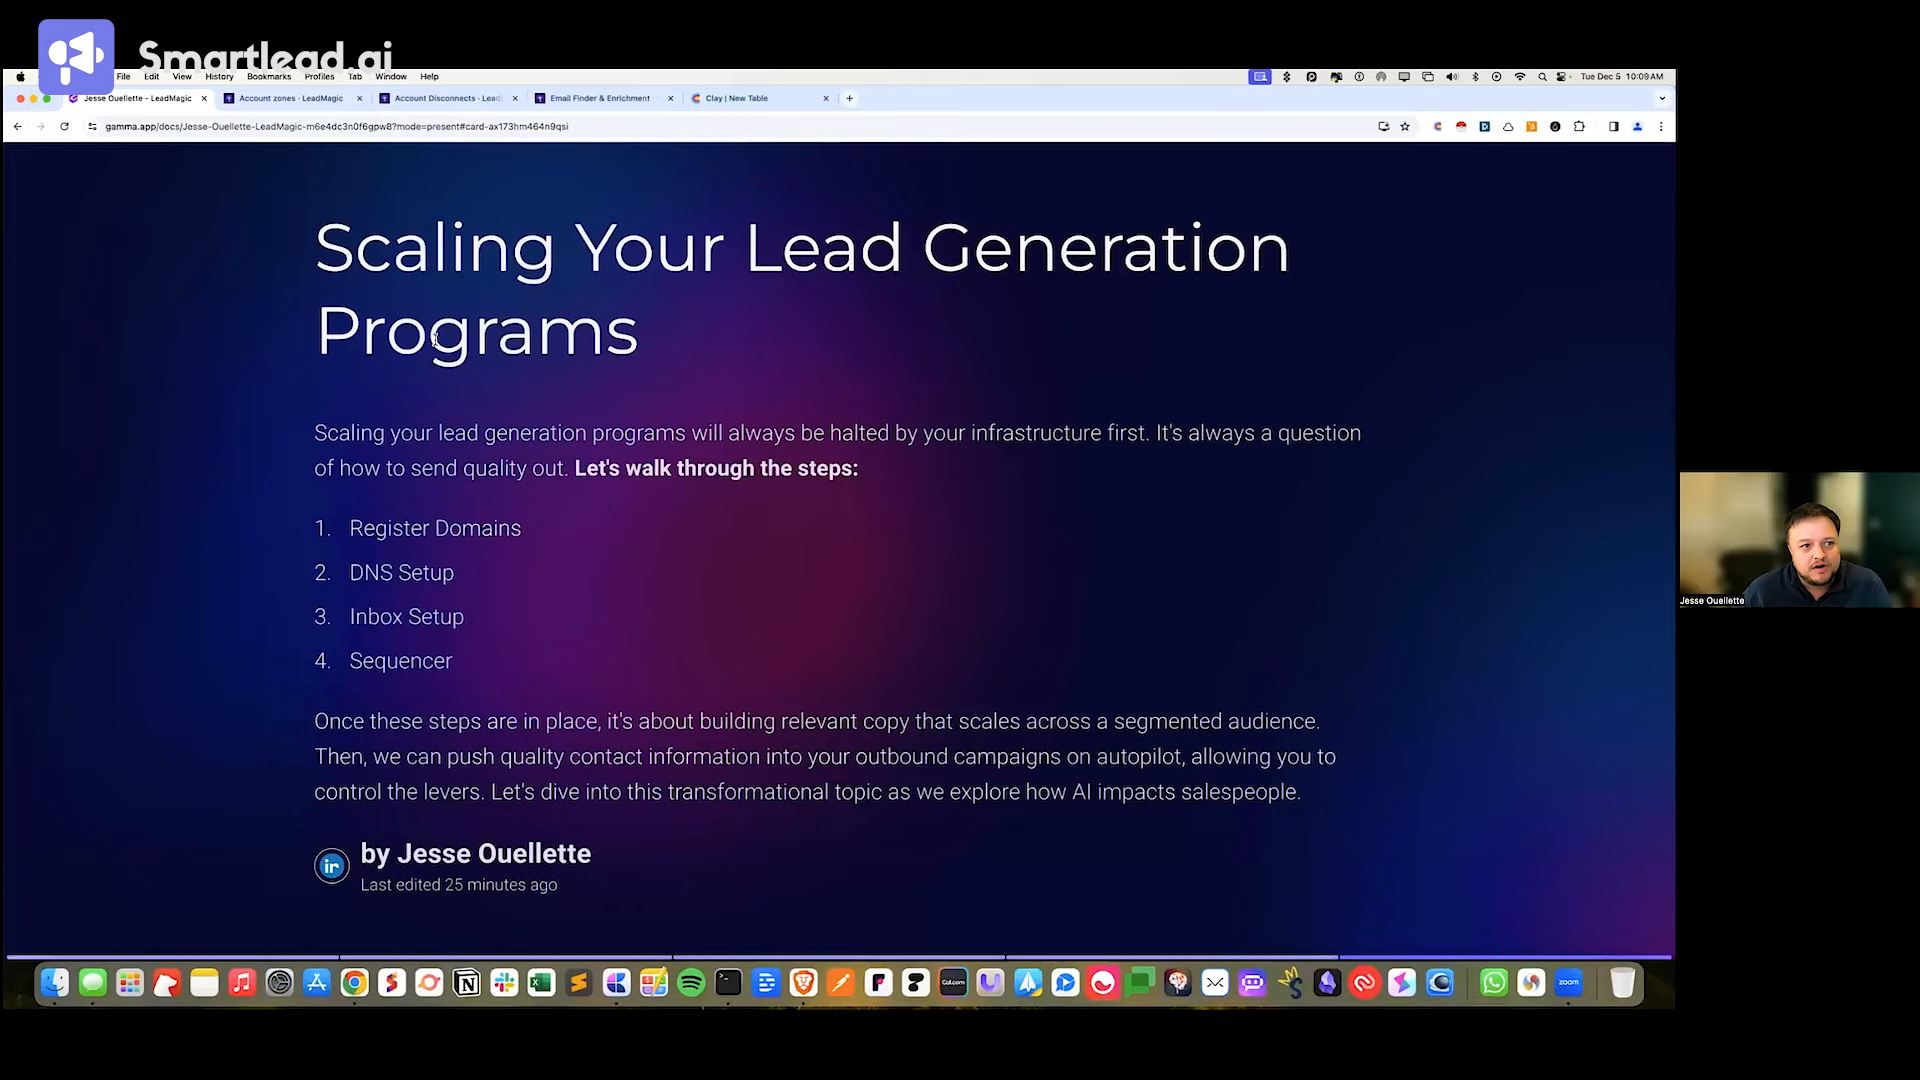 Smartlead.ai
File Edit View History Bookmarks Profiles Tab Window Help
Tue Dec 5 10:09AM
Jesse Ouellette - LeadMagic
Account zones - LeadMagic
Account Disconnects - Lead
Email Finder & Enrichment
Clay | New Table
gamma.app/docs/Jesse-Ouellette-LeadMagic-m6e4dc3n0f6gpw8?mode=present#card-ax173hm464n9qsi
Scaling Your Lead Generation
Programs
Scaling your lead generation programs will always be halted by your infrastructure first. It's always a question
of how to send quality out. Let's walk through the steps:
1. Register Domains
2. DNS Setup
3. Inbox Setup
4. Sequencer
Once these steps are in place, it's about building relevant copy that scales across a segmented audience.
Then, we can push quality contact information into your outbound campaigns on autopilot, allowing you to
control the levers. Let's dive into this transformational topic as we explore how AI impacts salespeople.
by Jesse Ouellette
Last edited 25 minutes ago
Jesse Ouellette
Cal.com
zoom